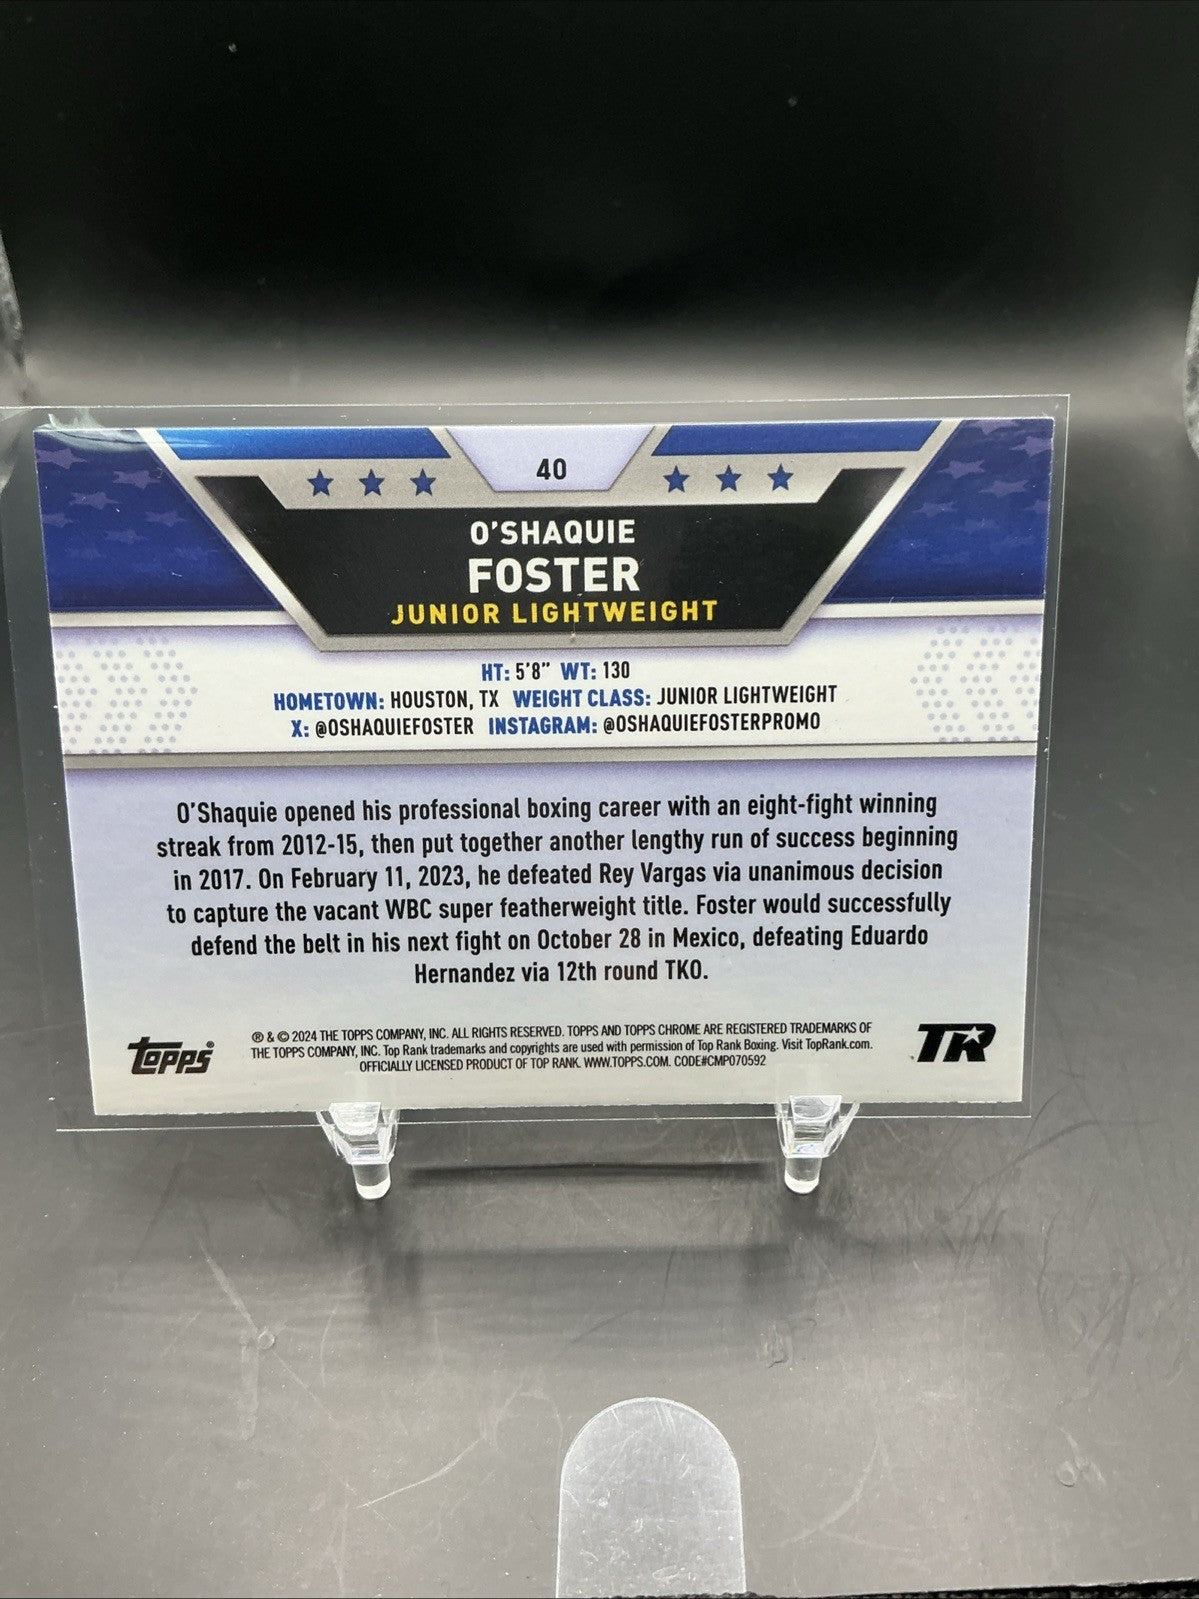 40
O'SHAQUIE
FOSTER
JUNIOR LIGHTWEIGHT
HT: 5'8" WT: 130
HOMETOWN: HOUSTON, TX WEIGHT CLASS: JUNIOR LIGHTWEIGHT
X: @OSHAQUIEFOSTER INSTAGRAM: @OSHAQUIEFOSTERPROMO
O'Shaquie opened his professional boxing career with an eight-fight winning
streak from 2012-15, then put together another lengthy run of success beginning
in 2017. On February 11, 2023, he defeated Rey Vargas via unanimous decision
to capture the vacant WBC super featherweight title. Foster would successfully
defend the belt in his next fight on October 28 in Mexico, defeating Eduardo
Hernandez via 12th round TKO.
Topps®
® & © 2024 THE TOPPS COMPANY, INC. ALL RIGHTS RESERVED. TOPPS AND TOPPS CHROME ARE REGISTERED TRADEMARKS OF
THE TOPPS COMPANY, INC. Top Rank trademarks and copyrights are used with permission of Top Rank Boxing. Visit TopRank.com.
OFFICIALLY LICENSED PRODUCT OF TOP RANK. WWW.TOPPS.COM. CODE#CMP070592
TR